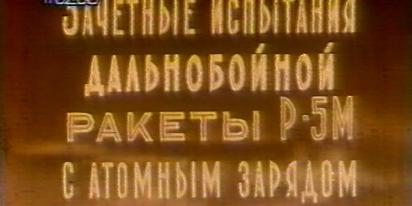 ЗАЧЕТНЫЕ ИСПЫТАНИЯ
ДАЛЬНОБОЙНОЙ
РАКЕТЫ Р-5М
С АТОМНЫМ ЗАРЯДОМ